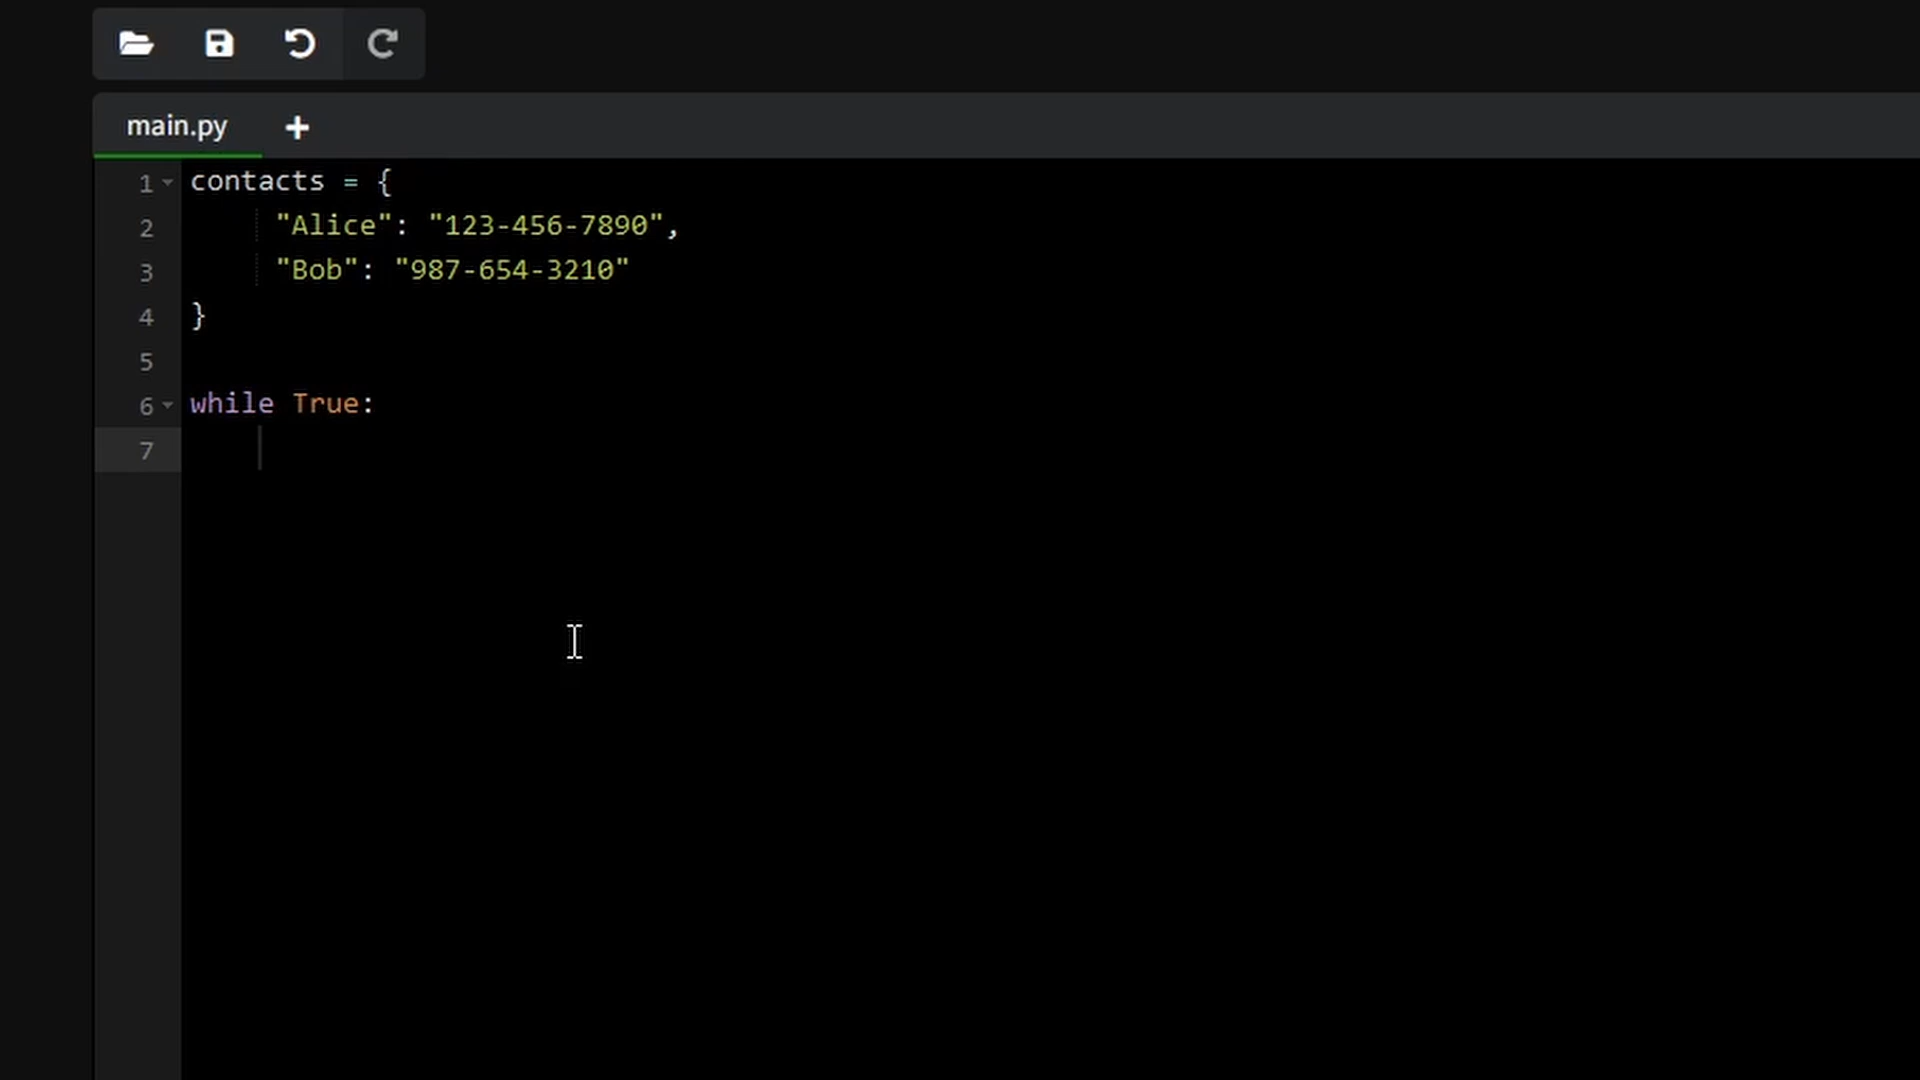 main.py
1 contacts = {
2 "Alice": "123-456-7890",
3 "Bob": "987-654-3210"
4 }
5
6 while True:
7